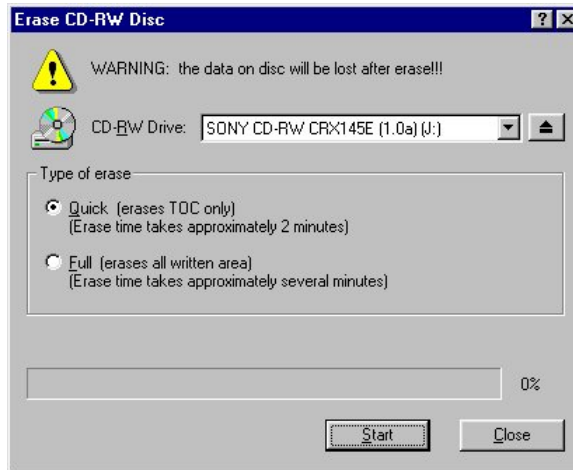 Erase CD-RW Disc
WARNING: the data on disc will be lost after erase!!!
CD-RW Drive: SONY CD-RW CRX145E (1.0a) (J:)
Type of erase
Quick (erases TOC only)
(Erase time takes approximately 2 minutes)
Full (erases all written area)
(Erase time takes approximately several minutes)
0%
Start Close